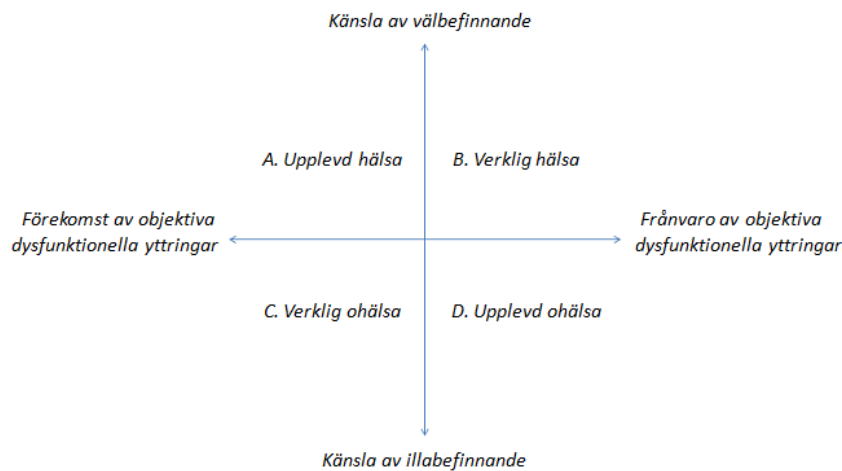 Känsla av välbefinnande
A. Upplevd hälsa
B. Verklig hälsa
Förekomst av objektiva
dysfunktionella yttringar
Frånvaro av objektiva
dysfunktionella yttringar
C. Verklig ohälsa
D. Upplevd ohälsa
Känsla av illabefinnande